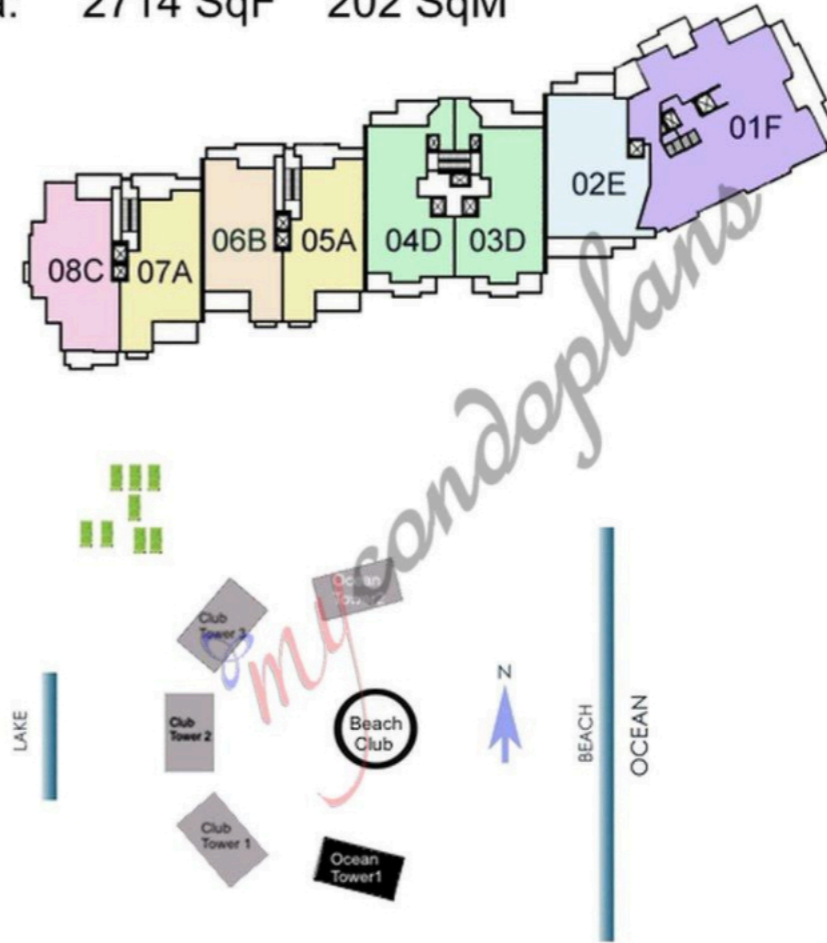 2714 SqF 202 SqM
01F
02E
04D 03D
06B 05A
08C 07A
mycondoplans
Ocean
Tower2
Club
Tower 3
N
LAKE
Club
Tower 2
Beach
Club
BEACH
OCEAN
Club
Tower 1
Ocean
Tower1